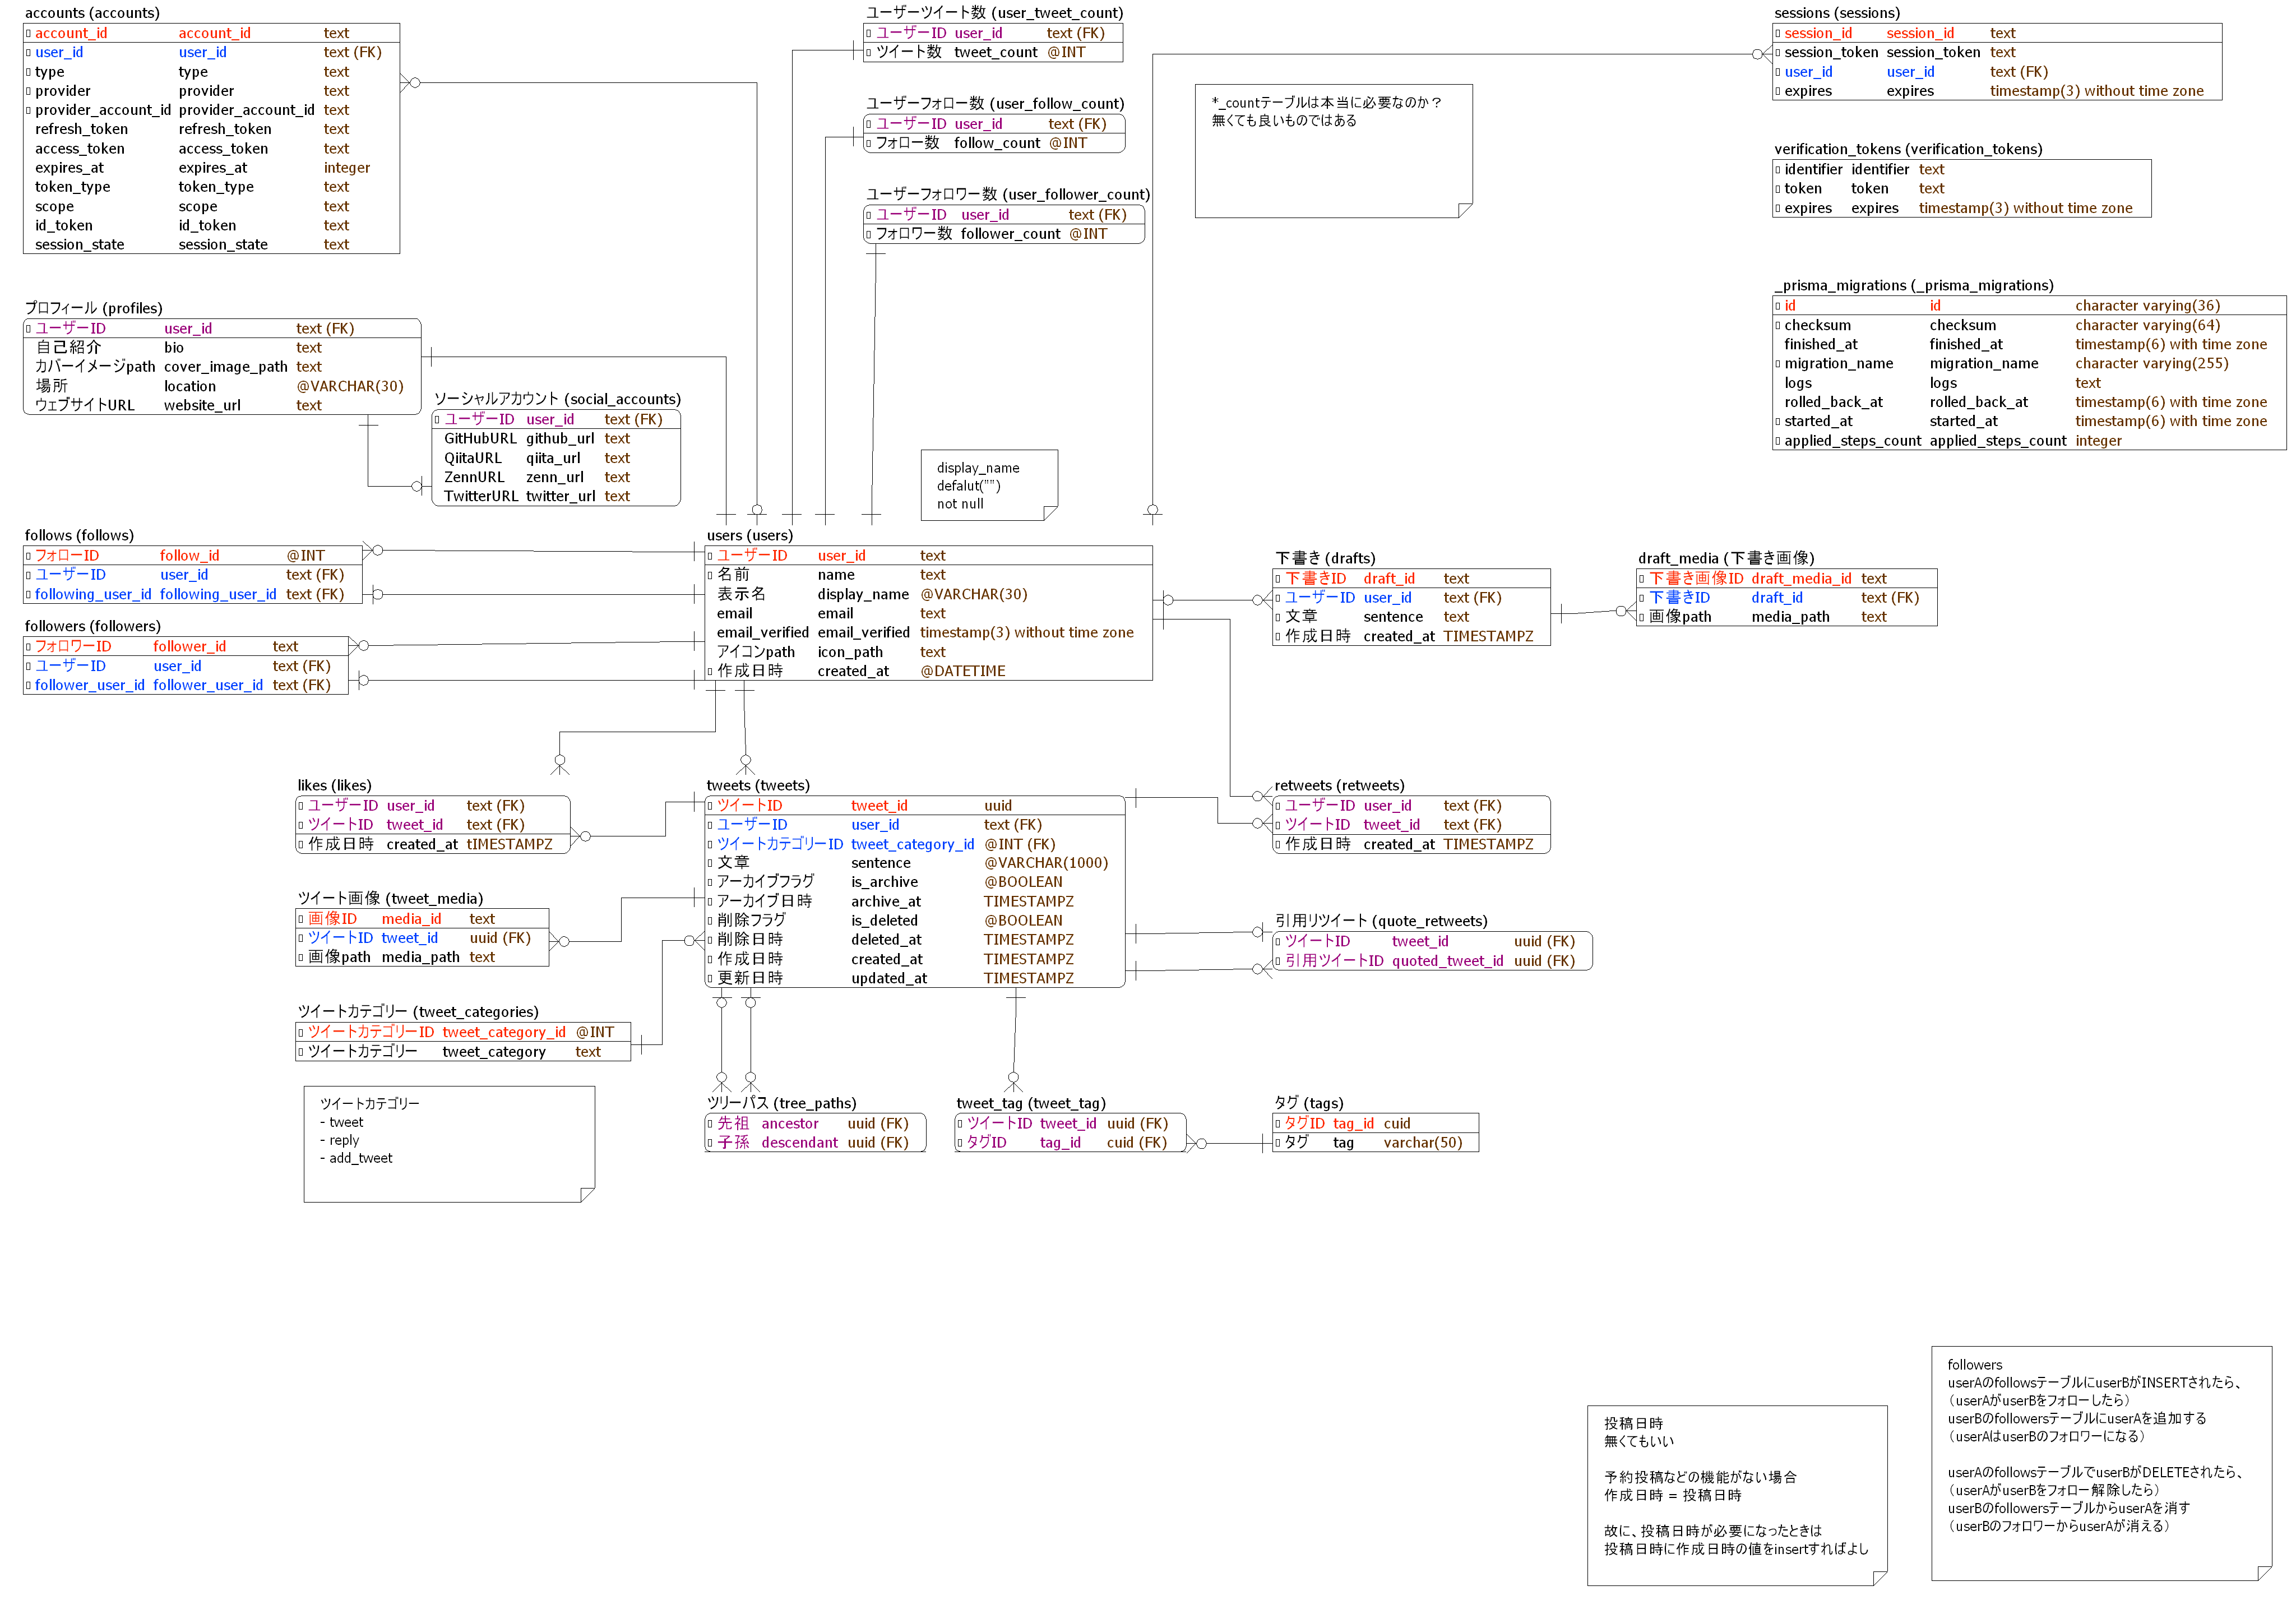 accounts (accounts)
account_id account_id text
user_id user_id text (FK)
type type text
provider provider text
provider_account_id provider_account_id text
refresh_token refresh_token text
access_token access_token text
expires_at expires_at integer
token_type token_type text
scope scope text
id_token id_token text
session_state session_state text
ユーザーツイート数 (user_tweet_count)
ユーザーID user_id text (FK)
ツイート数 tweet_count @INT
ユーザーフォロー数 (user_follow_count)
ユーザーID user_id text (FK)
フォロー数 follow_count @INT
ユーザーフォロワー数 (user_follower_count)
ユーザーID user_id text (FK)
フォロワー数 follower_count @INT
*_countテーブルは本当に必要なのか？
無くても良いものではある
sessions (sessions)
session_id session_id text
session_token session_token text
user_id user_id text (FK)
expires expires timestamp(3) without time zone
verification_tokens (verification_tokens)
identifier identifier text
token token text
expires expires timestamp(3) without time zone
_prisma_migrations (_prisma_migrations)
id id character varying(36)
checksum checksum character varying(64)
finished_at finished_at timestamp(6) with time zone
migration_name migration_name character varying(255)
logs logs text
rolled_back_at rolled_back_at timestamp(6) with time zone
started_at started_at timestamp(6) with time zone
applied_steps_count applied_steps_count integer
プロフィール (profiles)
ユーザーID user_id text (FK)
自己紹介 bio text
カバーイメージpath cover_image_path text
場所 location @VARCHAR(30)
ウェブサイトURL website_url text
ソーシャルアカウント (social_accounts)
ユーザーID user_id text (FK)
GitHubURL github_url text
QiitaURL qiita_url text
ZennURL zenn_url text
TwitterURL twitter_url text
display_name
defalut("")
not null
follows (follows)
フォローID follow_id @INT
ユーザーID user_id text (FK)
following_user_id following_user_id text (FK)
followers (followers)
フォロワーID follower_id text
ユーザーID user_id text (FK)
follower_user_id follower_user_id text (FK)
users (users)
ユーザーID user_id text
名前 name text
表示名 display_name @VARCHAR(30)
email email text
email_verified email_verified timestamp(3) without time zone
アイコンpath icon_path text
作成日時 created_at @DATETIME
下書き (drafts)
下書きID draft_id text
ユーザーID user_id text (FK)
文章 sentence text
作成日時 created_at TIMESTAMPZ
draft_media (下書き画像)
下書き画像ID draft_media_id text
下書きID draft_id text (FK)
画像path media_path text
likes (likes)
ユーザーID user_id text (FK)
ツイートID tweet_id text (FK)
作成日時 created_at tIMESTAMPZ
tweets (tweets)
ツイートID tweet_id uuid
ユーザーID user_id text (FK)
ツイートカテゴリーID tweet_category_id @INT (FK)
文章 sentence @VARCHAR(1000)
アーカイブフラグ is_archive @BOOLEAN
アーカイブ日時 archive_at TIMESTAMPZ
削除フラグ is_deleted @BOOLEAN
削除日時 deleted_at TIMESTAMPZ
作成日時 created_at TIMESTAMPZ
更新日時 updated_at TIMESTAMPZ
retweets (retweets)
ユーザーID user_id text (FK)
ツイートID tweet_id text (FK)
作成日時 created_at TIMESTAMPZ
ツイート画像 (tweet_media)
画像ID media_id text
ツイートID tweet_id uuid (FK)
画像path media_path text
引用リツイート (quote_retweets)
ツイートID tweet_id uuid (FK)
引用ツイートID quoted_tweet_id uuid (FK)
ツイートカテゴリー (tweet_categories)
ツイートカテゴリーID tweet_category_id @INT
ツイートカテゴリー tweet_category text
ツイートカテゴリー
- tweet
- reply
- add_tweet
ツリーパス (tree_paths)
先祖 ancestor uuid (FK)
子孫 descendant uuid (FK)
tweet_tag (tweet_tag)
ツイートID tweet_id uuid (FK)
タグID tag_id cuid (FK)
タグ (tags)
タグID tag_id cuid
タグ tag varchar(50)
投稿日時
無くてもいい
予約投稿などの機能がない場合
作成日時 = 投稿日時
故に、投稿日時が必要になったときは
投稿日時に作成日時の値をinsertすればよし
followers
userAのfollowsテーブルにuserBがINSERTされたら、
（userAがuserBをフォローしたら）
userBのfollowersテーブルにuserAを追加する
（userAはuserBのフォロワーになる）
userAのfollowsテーブルでuserBがDELETEされたら、
（userAがuserBをフォロー解除したら）
userBのfollowersテーブルからuserAを消す
（userBのフォロワーからuserAが消える）